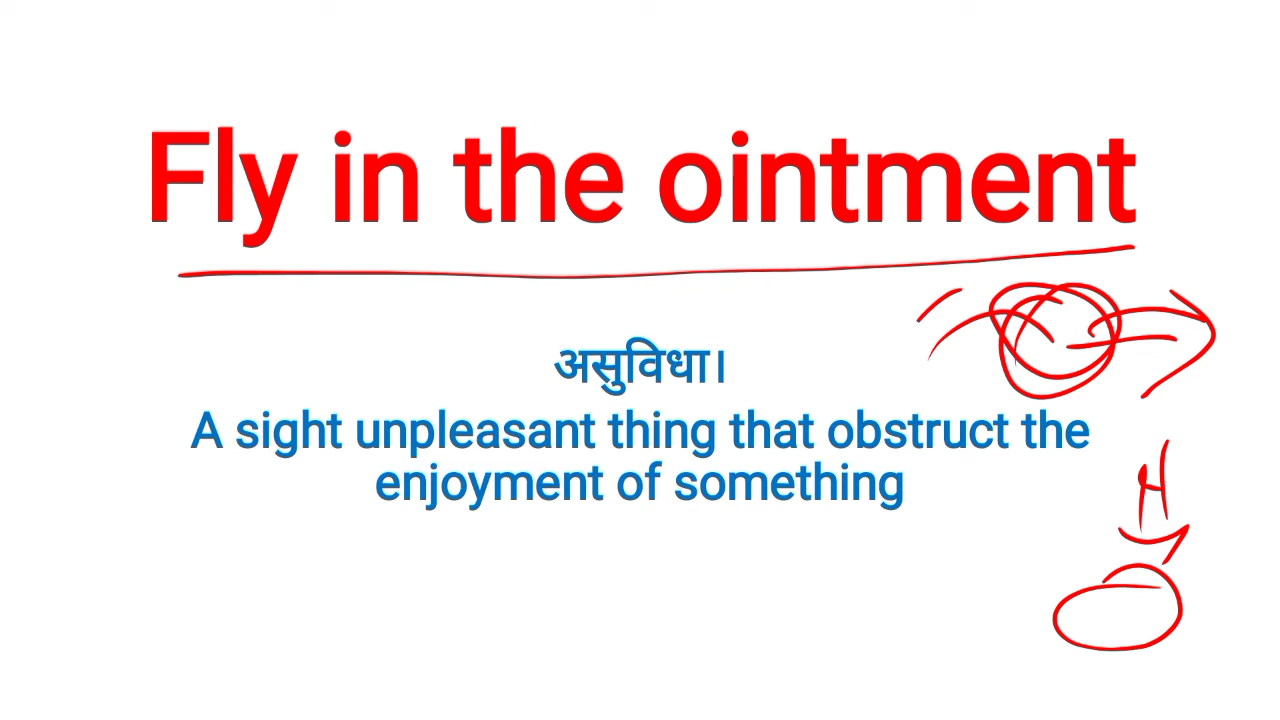 Fly in the ointment
असुविधा।
A sight unpleasant thing that obstruct the
enjoyment of something
H